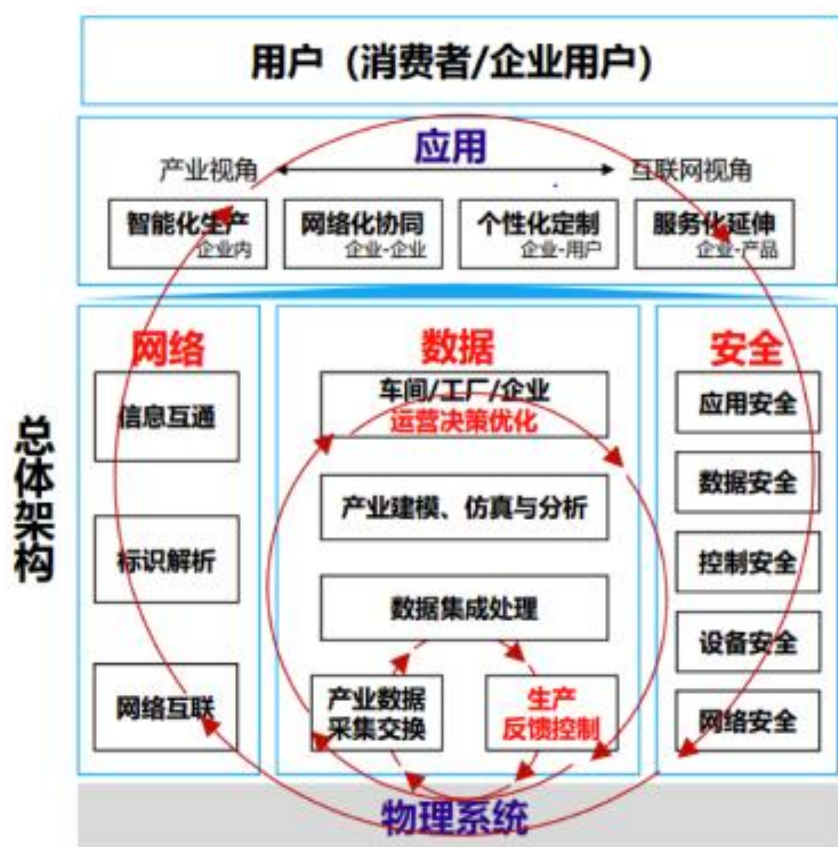 用户（消费者/企业用户）
应用
产业视角
互联网视角
智能化生产
企业内
网络化协同
企业-企业
个性化定制
企业-用户
服务化延伸
企业-产品
总体架构
网络
信息互通
标识解析
网络互联
数据
车间/工厂/企业
运营决策优化
产业建模、仿真与分析
数据集成处理
产业数据
采集交换
生产
反馈控制
安全
应用安全
数据安全
控制安全
设备安全
网络安全
物理系统